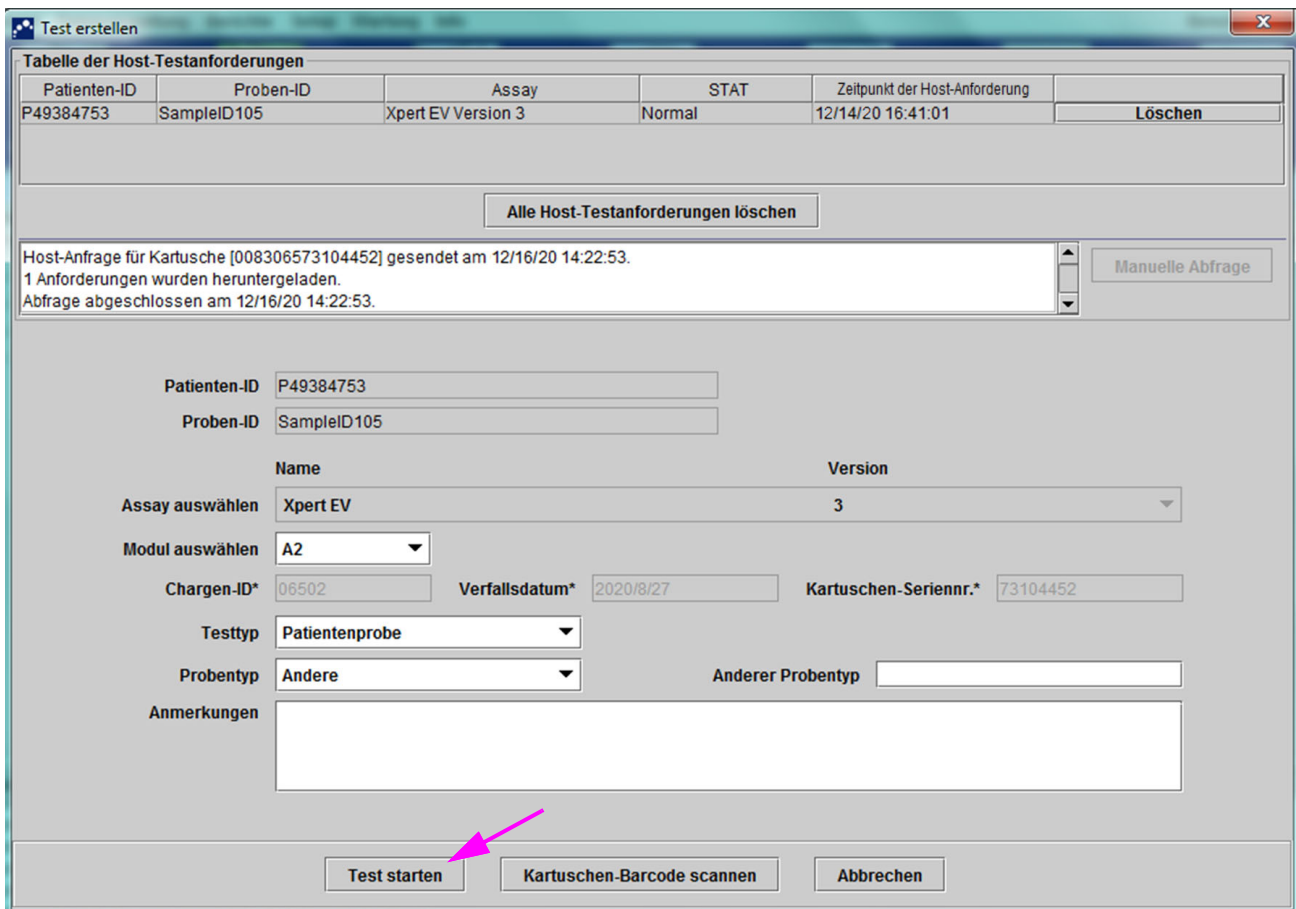 Test erstellen
Tabelle der Host-Testanforderungen
Patienten-ID Proben-ID Assay STAT Zeitpunkt der Host-Anforderung
P49384753 SampleID105 Xpert EV Version 3 Normal 12/14/20 16:41:01 Löschen
Alle Host-Testanforderungen löschen
Host-Anfrage für Kartusche [008306573104452] gesendet am 12/16/20 14:22:53.
1 Anforderungen wurden heruntergeladen.
Abfrage abgeschlossen am 12/16/20 14:22:53.
Manuelle Abfrage
Patienten-ID P49384753
Proben-ID SampleID105
Name Version
Assay auswählen Xpert EV 3
Modul auswählen A2
Chargen-ID* 06502 Verfallsdatum* 2020/8/27 Kartuschen-Seriennr.* 73104452
Testtyp Patientenprobe
Probentyp Andere Anderer Probentyp
Anmerkungen
Test starten Kartuschen-Barcode scannen Abbrechen